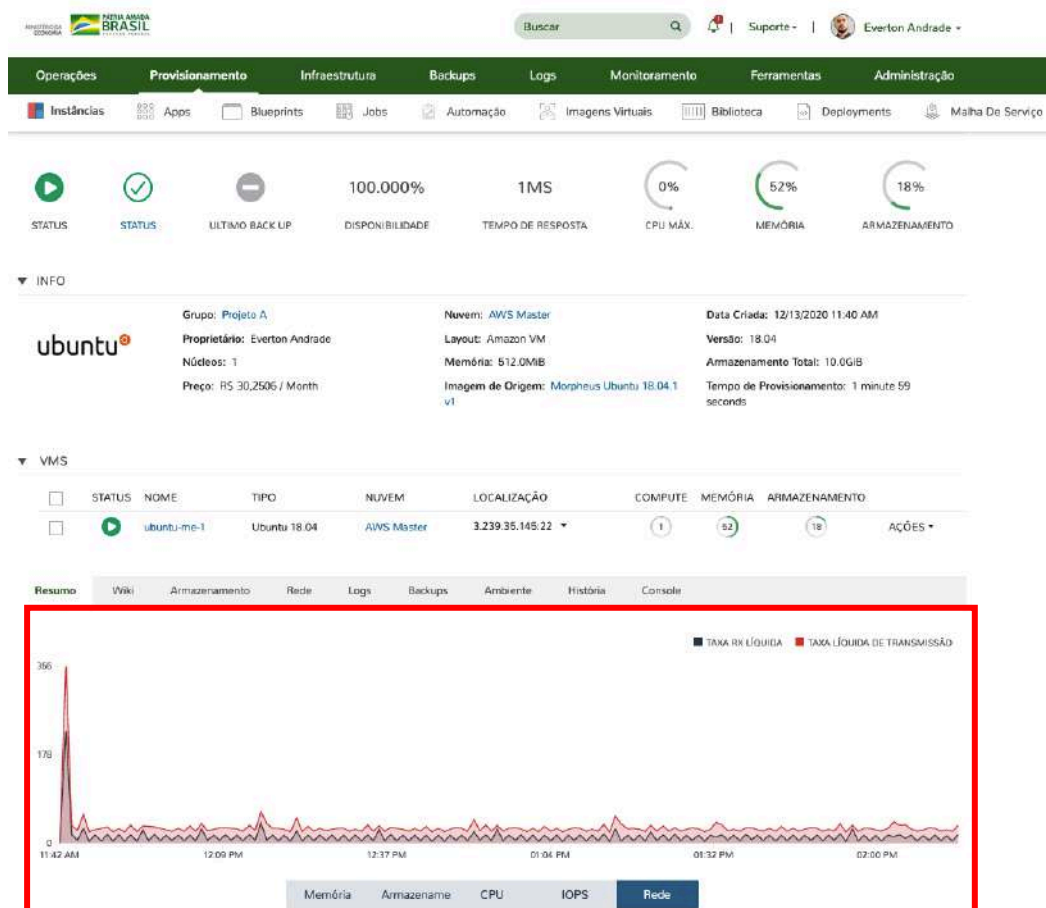 MINISTÉRIO DA ECONOMIA PÁTRIA AMADA BRASIL Buscar Suporte | Everton Andrade
Operações Provisionamento Infraestrutura Backups Logs Monitoramento Ferramentas Administração
Instâncias Apps Blueprints Jobs Automação Imagens Virtuais Biblioteca Deployments Malha De Serviço
100.000% 1MS 0% 52% 18%
STATUS STATUS ULTIMO BACK UP DISPONIBILIDADE TEMPO DE RESPOSTA CPU MÁX. MEMÓRIA ARMAZENAMENTO
INFO
ubuntu
Grupo: Projeto A Nuvem: AWS Master Data Criada: 12/13/2020 11:40 AM
Proprietário: Everton Andrade Layout: Amazon VM Versão: 18.04
Núcleos: 1 Memória: 512.0MiB Armazenamento Total: 10.0GiB
Preço: R$ 30,2506 / Month Imagem de Origem: Morpheus Ubuntu 18.04.1 v1 Tempo de Provisionamento: 1 minute 59 seconds
VMS
STATUS NOME TIPO NUVEM LOCALIZAÇÃO COMPUTE MEMÓRIA ARMAZENAMENTO
ubuntu-me-1 Ubuntu 18.04 AWS Master 3.239.35.145:22 1 52 18 AÇÕES
Resumo Wiki Armazenamento Rede Logs Backups Ambiente História Console
TAXA RX LÍQUIDA TAXA LÍQUIDA DE TRANSMISSÃO
356
178
0
11:42 AM 12:09 PM 12:37 PM 01:04 PM 01:32 PM 02:00 PM
Memória Armazename CPU IOPS Rede